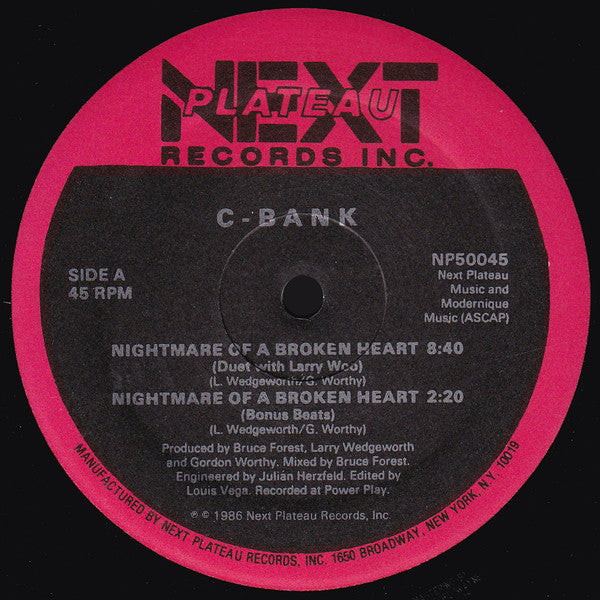 NEXT
PLATEAU
RECORDS INC.
C-BANK
SIDE A
45 RPM
NP50045
Next Plateau
Music and
Modernique
Music (ASCAP)
NIGHTMARE OF A BROKEN HEART 8:40
(Duet with Larry Woo)
(L. Wedgeworth/G. Worthy)
NIGHTMARE OF A BROKEN HEART 2:20
(Bonus Beats)
(L. Wedgeworth/G. Worthy)
Produced by Bruce Forest, Larry Wedgeworth
and Gordon Worthy. Mixed by Bruce Forest.
Engineered by Julián Herzfeld. Edited by
Louis Vega. Recorded at Power Play.
℗ © 1986 Next Plateau Records, Inc.
MANUFACTURED BY NEXT PLATEAU RECORDS, INC. 1650 BROADWAY, NEW YORK, N.Y. 10019